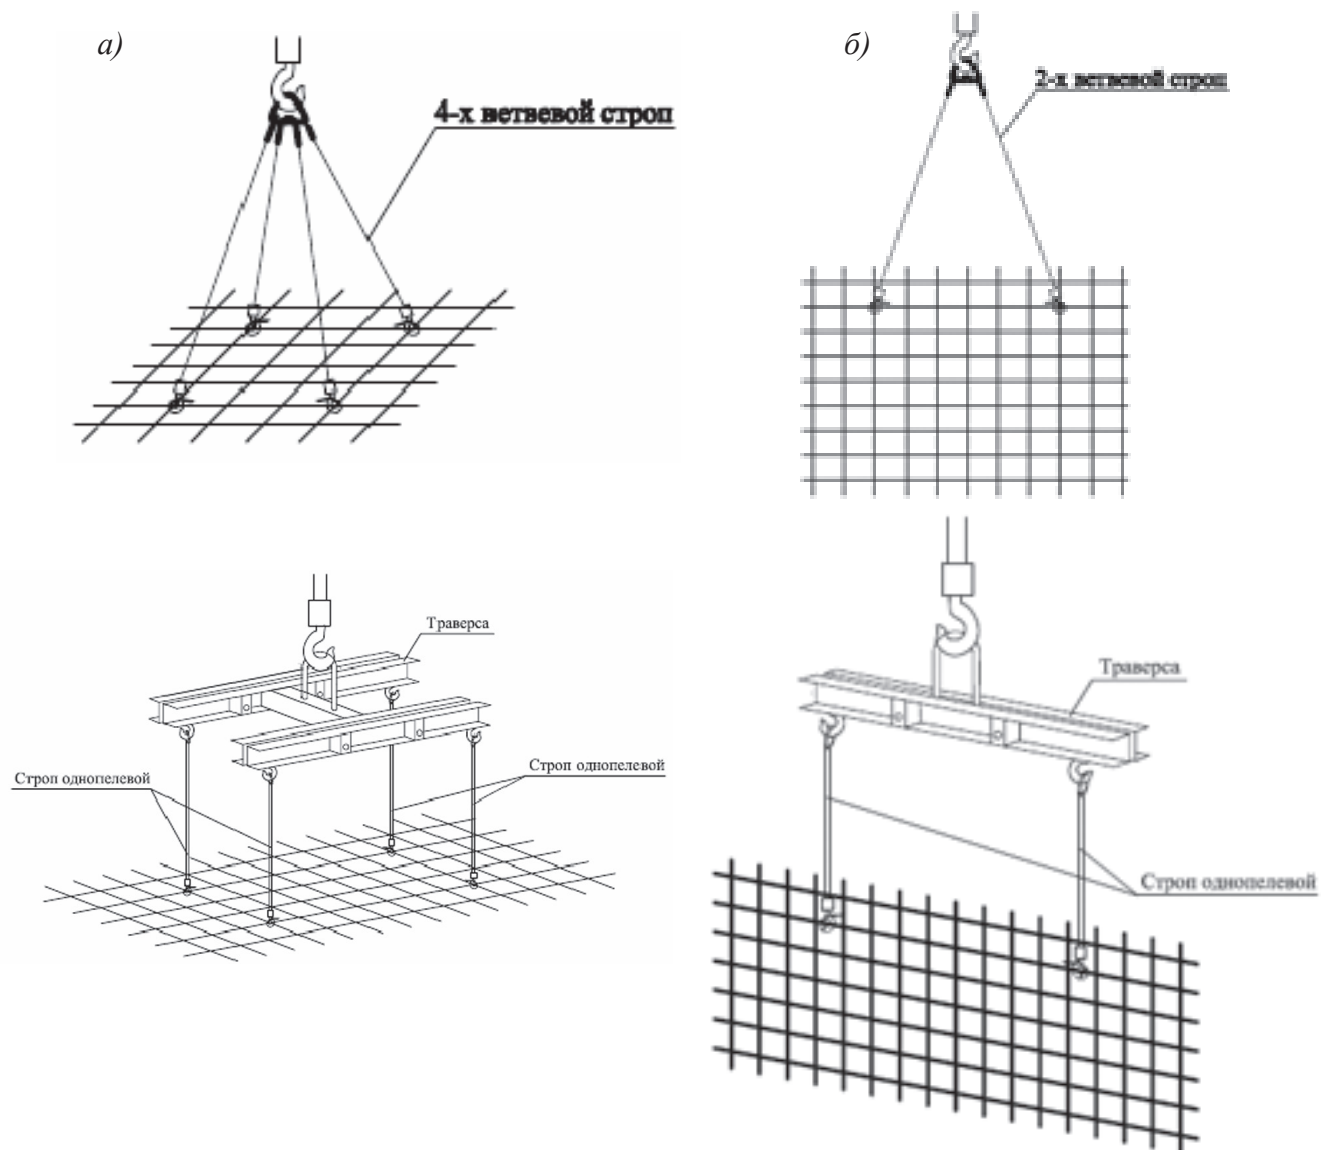 а)
б)
4-х ветвевой строп
2-х ветвевой строп
Траверса
Строп однопелевой
Строп однопелевой
Траверса
Строп однопелевой